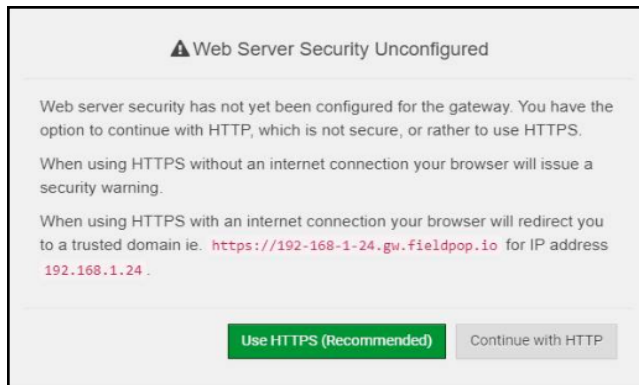 Web Server Security Unconfigured
Web server security has not yet been configured for the gateway. You have the
option to continue with HTTP, which is not secure, or rather to use HTTPS.
When using HTTPS without an internet connection your browser will issue a
security warning.
When using HTTPS with an internet connection your browser will redirect you
to a trusted domain ie. https://192-168-1-24.gw.fieldpop.io for IP address
192.168.1.24 .
Use HTTPS (Recommended) Continue with HTTP